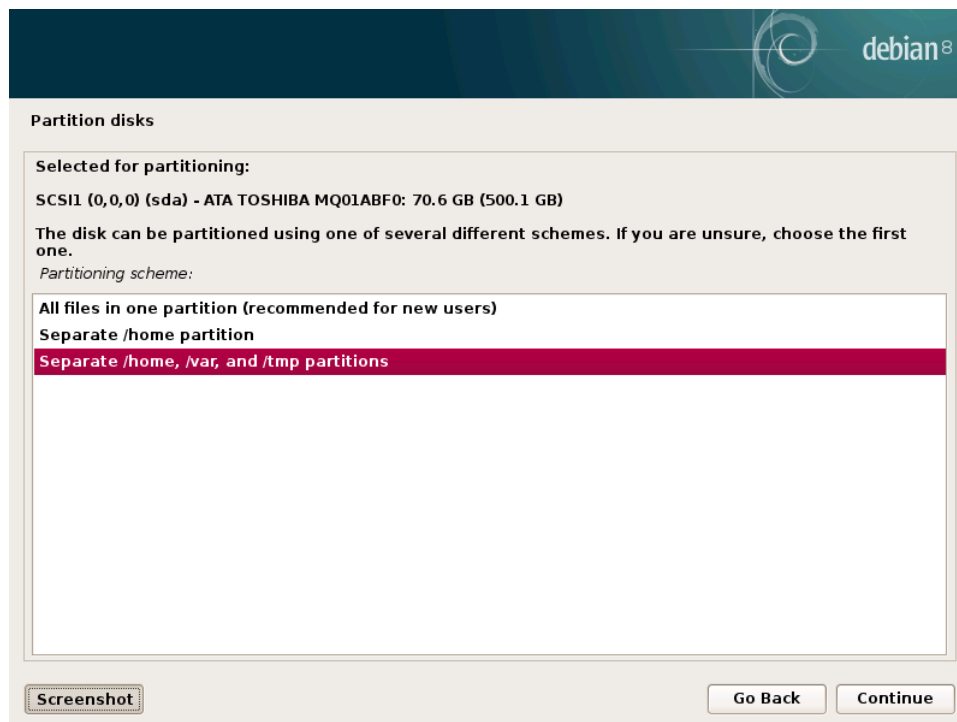 debian 8
Partition disks
Selected for partitioning:
SCSI1 (0,0,0) (sda) - ATA TOSHIBA MQ01ABF0: 70.6 GB (500.1 GB)
The disk can be partitioned using one of several different schemes. If you are unsure, choose the first
one.
Partitioning scheme:
All files in one partition (recommended for new users)
Separate /home partition
Separate /home, /var, and /tmp partitions
Screenshot
Go Back
Continue